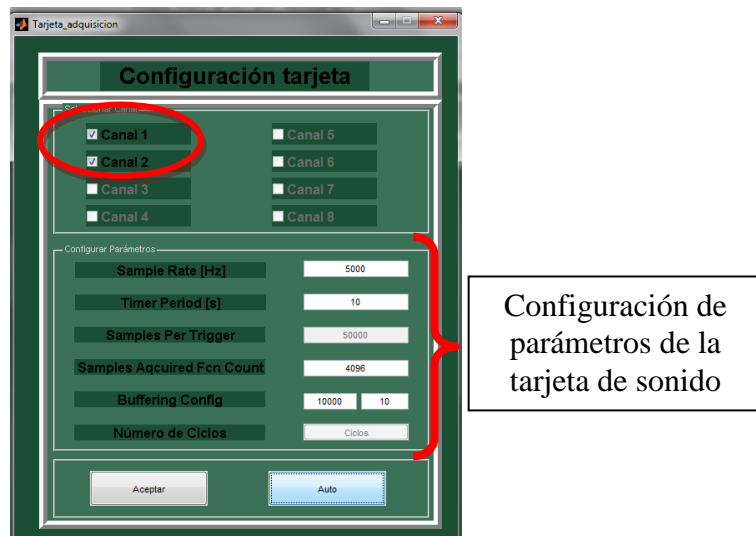 Tarjeta_adquisicion
Configuración tarjeta
Seleccionar Canal
Canal 1
Canal 5
Canal 2
Canal 6
Canal 3
Canal 7
Canal 4
Canal 8
Configurar Parámetros
Sample Rate [Hz] 5000
Timer Period [s] 10
Samples Per Trigger 50000
Samples Aqcuired Fcn Count 4096
Buffering Config 10000 10
Número de Ciclos Ciclos
Aceptar
Auto
Configuración de
parámetros de la
tarjeta de sonido